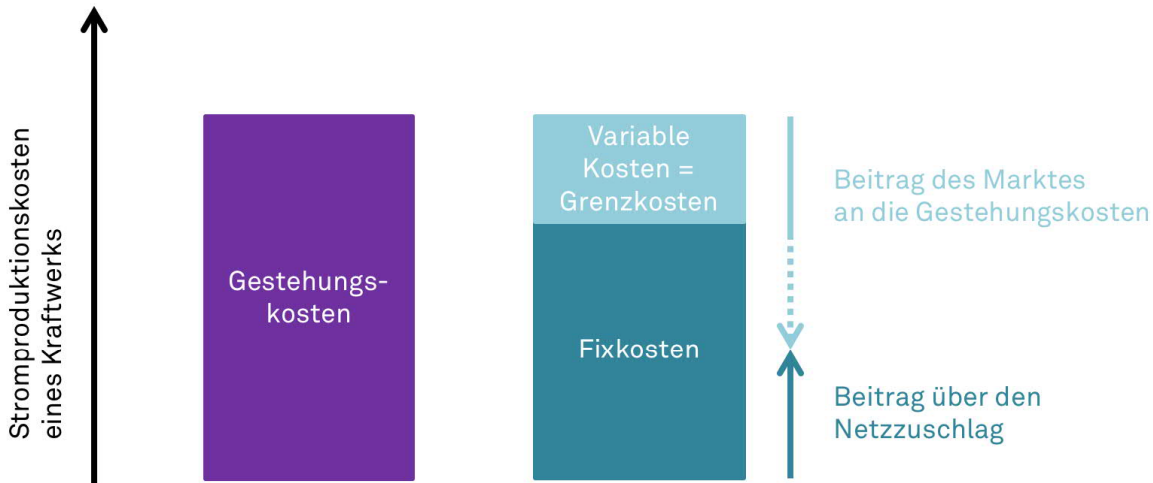 Stromproduktionskosten
eines Kraftwerks
Gestehungs-
kosten
Variable
Kosten =
Grenzkosten
Fixkosten
Beitrag des Marktes
an die Gestehungskosten
Beitrag über den
Netzzuschlag